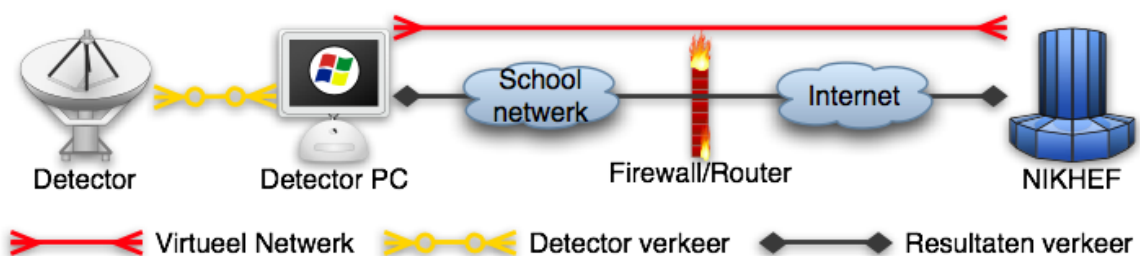 School
netwerk
Internet
Detector
Detector PC
Firewall/Router
NIKHEF
Virtueel Netwerk
Detector verkeer
Resultaten verkeer